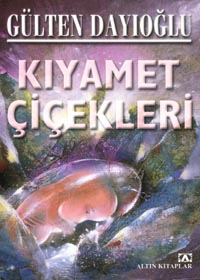 GÜLTEN DAYIOĞLU
KIYAMET
ÇİÇEKLERİ
ALTIN KİTAPLAR